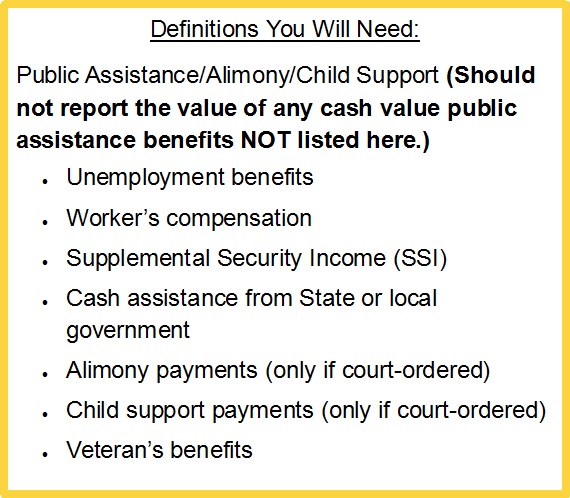 Definitions You Will Need:
Public Assistance/Alimony/Child Support (Should
not report the value of any cash value public
assistance benefits NOT listed here.)
• Unemployment benefits
• Worker’s compensation
• Supplemental Security Income (SSI)
• Cash assistance from State or local
government
• Alimony payments (only if court-ordered)
• Child support payments (only if court-ordered)
• Veteran’s benefits